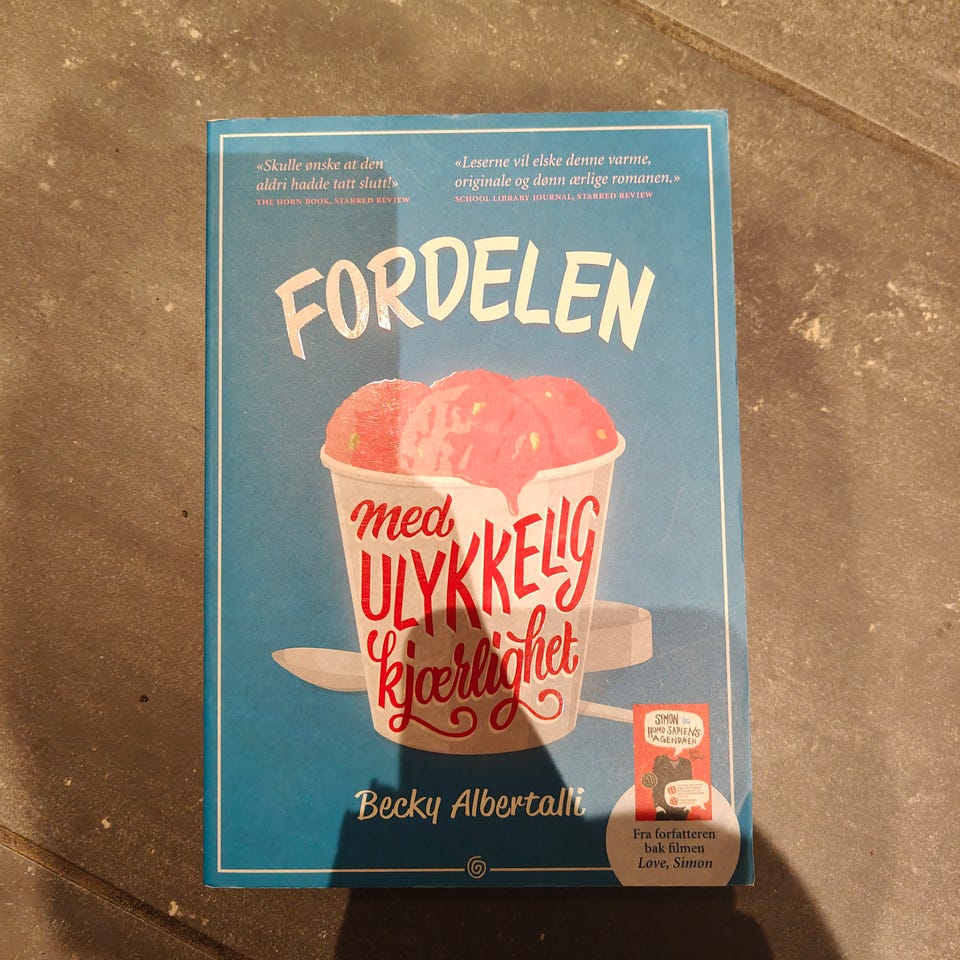 «Skulle ønske at den
aldri hadde tatt slutt!»
THE HORN BOOK, STARRED REVIEW
«Leserne vil elske denne varme,
originale og dønn ærlige romanen.»
SCHOOL LIBRARY JOURNAL, STARRED REVIEW
FORDELEN
med
ULYKKELIG
kjærlighet
Becky Albertalli
SIMON OG
HOMO SAPIENS-
AGENDAEN
Fra forfatteren
bak filmen
Love, Simon